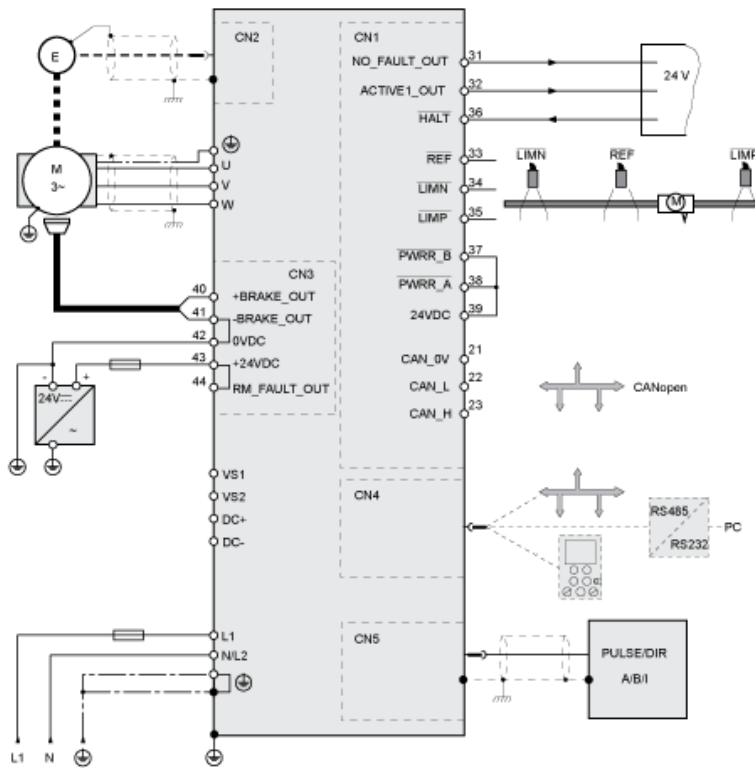 CN2
CN1
NO_FAULT_OUT
31
ACTIVE1_OUT
32
HALT
36
24 V
E
REF
33
LIMN
34
LIMP
35
LIMN
REF
LIMP
M
M
3~
U
V
W
PWRR_B
37
PWRR_A
38
24VDC
39
CN3
40
+BRAKE_OUT
41
-BRAKE_OUT
42
0VDC
43
+24VDC
44
RM_FAULT_OUT
-
+
24V
~
CAN_0V
21
CAN_L
22
CAN_H
23
CANopen
VS1
VS2
DC+
DC-
CN4
RS485
RS232
PC
L1
N/L2
CN5
PULSE/DIR
A/B/I
L1
N